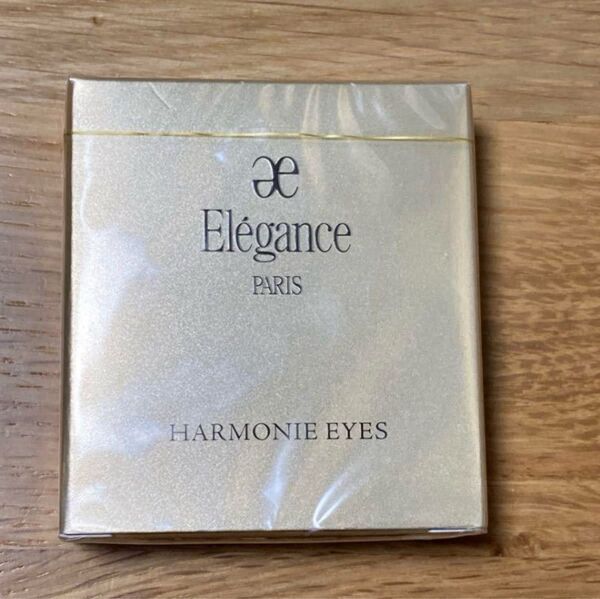 æ
Elégance
PARIS
HARMONIE EYES